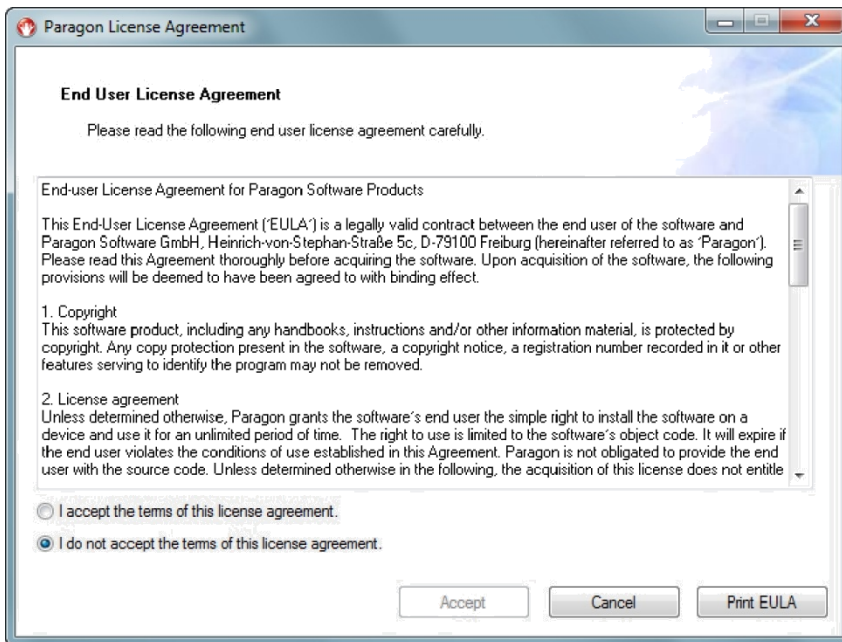 Paragon License Agreement
End User License Agreement
Please read the following end user license agreement carefully.
End-user License Agreement for Paragon Software Products
This End-User License Agreement (´EULA´) is a legally valid contract between the end user of the software and
Paragon Software GmbH, Heinrich-von-Stephan-Straße 5c, D-79100 Freiburg (hereinafter referred to as ´Paragon´).
Please read this Agreement thoroughly before acquiring the software. Upon acquisition of the software, the following
provisions will be deemed to have been agreed to with binding effect.
1. Copyright
This software product, including any handbooks, instructions and/or other information material, is protected by
copyright. Any copy protection present in the software, a copyright notice, a registration number recorded in it or other
features serving to identify the program may not be removed.
2. License agreement
Unless determined otherwise, Paragon grants the software´s end user the simple right to install the software on a
device and use it for an unlimited period of time.  The right to use is limited to the software´s object code. It will expire if
the end user violates the conditions of use established in this Agreement. Paragon is not obligated to provide the end
user with the source code. Unless determined otherwise in the following, the acquisition of this license does not entitle
I accept the terms of this license agreement.
I do not accept the terms of this license agreement.
Accept
Cancel
Print EULA